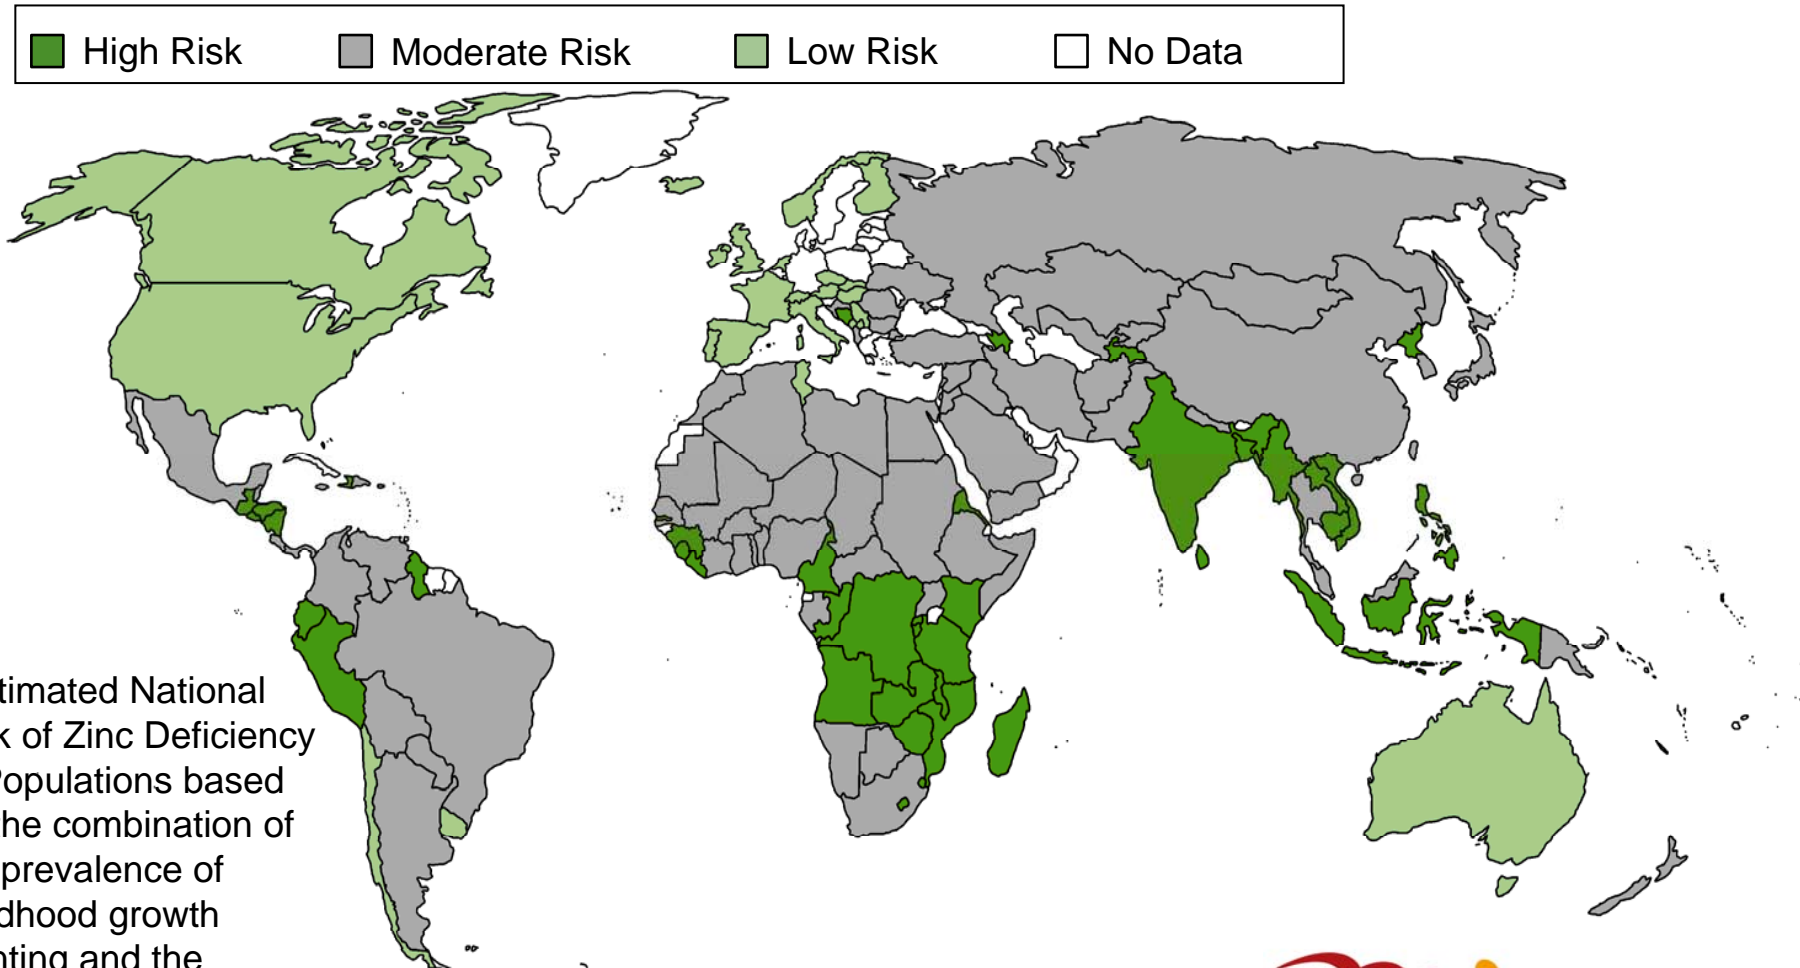 High Risk Moderate Risk Low Risk No Data
timated National
of Zinc Deficiency
opulations based
he combination of
prevalence of
dhood growth
nting and the